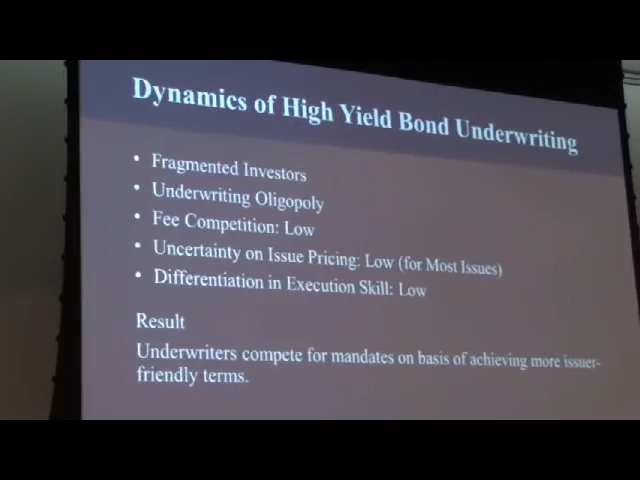 Dynamics of High Yield Bond Underwriting
• Fragmented Investors
• Underwriting Oligopoly
• Fee Competition: Low
• Uncertainty on Issue Pricing: Low (for Most Issues)
• Differentiation in Execution Skill: Low
Result
Underwriters compete for mandates on basis of achieving more issuer-
friendly terms.